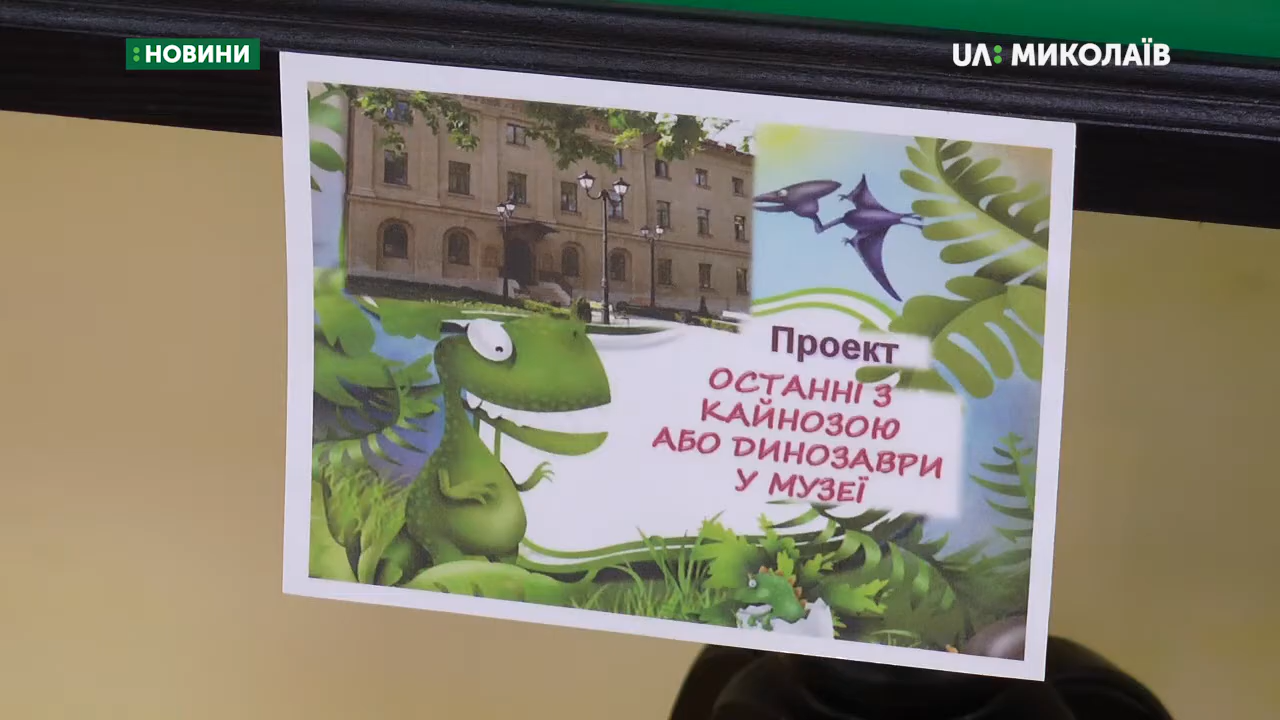 :НОВИНИ
UA: МИКОЛАЇВ
Проект
ОСТАННІ З
КАЙНОЗОЮ
АБО ДИНОЗАВРИ
У МУЗЕЇ